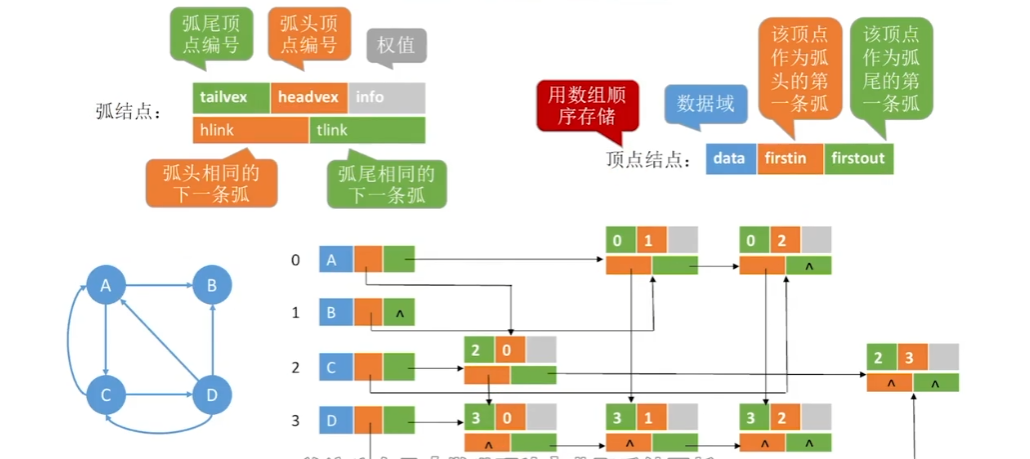 弧尾顶
点编号
弧头顶
点编号
权值
弧结点：
tailvex headvex info
hlink tlink
弧头相同的
下一条弧
弧尾相同的
下一条弧
用数组顺
序存储
数据域
该顶点
作为弧
头的第
一条弧
该顶点
作为弧
尾的第
一条弧
顶点结点：
data firstin firstout
A B
C D
0 A
1 B ^
2 C
3 D
0 1
0 2
^
2 0
2 3
^ ^
3 0
^
3 1
^
3 2
^ ^